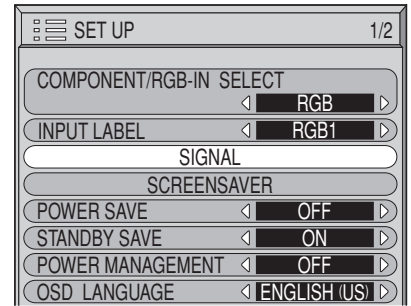 SET UP 1/2
COMPONENT/RGB-IN SELECT
RGB
INPUT LABEL RGB1
SIGNAL
SCREENSAVER
POWER SAVE OFF
STANDBY SAVE ON
POWER MANAGEMENT OFF
OSD LANGUAGE ENGLISH (US)